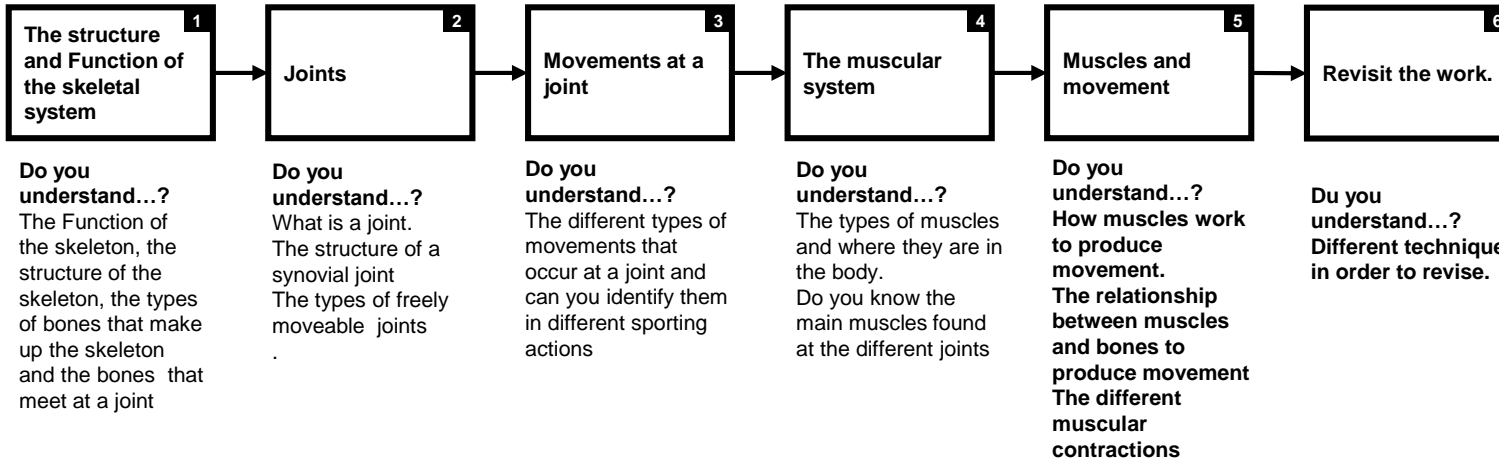 1
The structure
and Function of
the skeletal
system
2
Joints
3
Movements at a
joint
4
The muscular
system
5
Muscles and
movement
6
Revisit the work.
Do you
understand…?
The Function of
the skeleton, the
structure of the
skeleton, the types
of bones that make
up the skeleton
and the bones that
meet at a joint
Do you
understand…?
What is a joint.
The structure of a
synovial joint
The types of freely
moveable joints
.
Do you
understand…?
The different types of
movements that
occur at a joint and
can you identify them
in different sporting
actions
Do you
understand…?
The types of muscles
and where they are in
the body.
Do you know the
main muscles found
at the different joints
Do you
understand…?
How muscles work
to produce
movement.
The relationship
between muscles
and bones to
produce movement
The different
muscular
contractions
Du you
understand…?
Different technique
in order to revise.